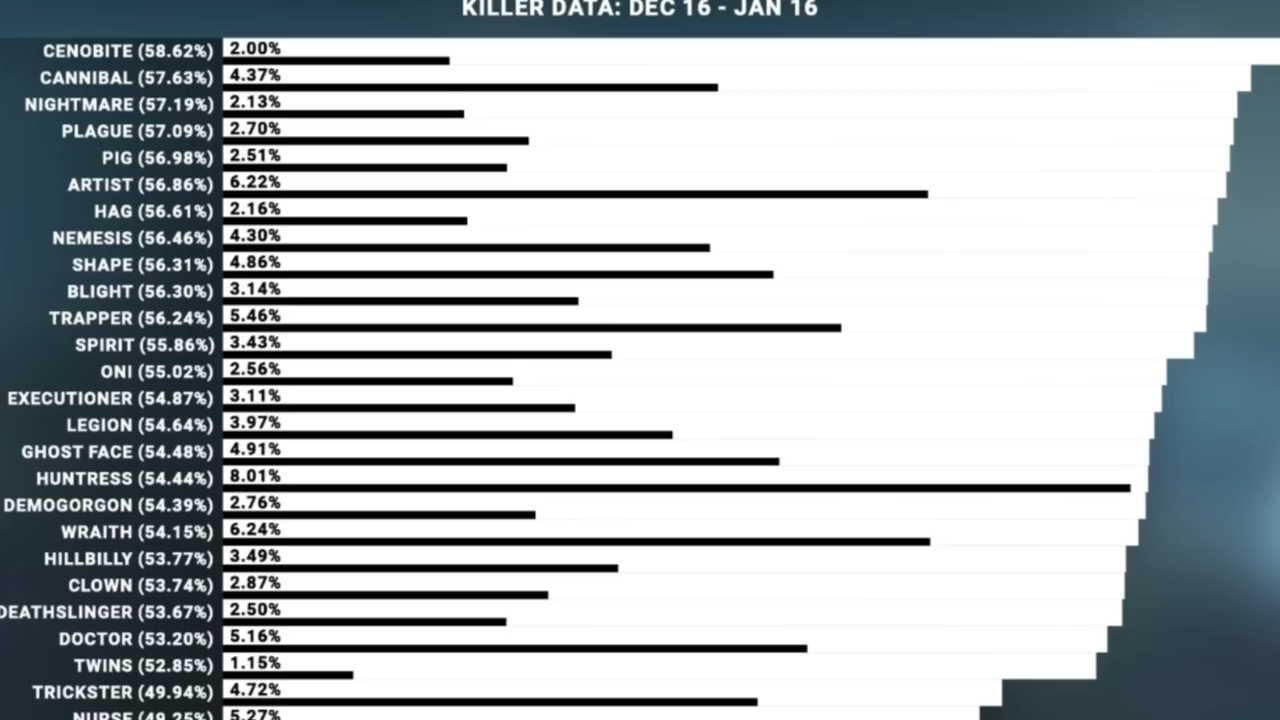 KILLER DATA: DEC 16 - JAN 16
CENOBITE (58.62%) 2.00%
CANNIBAL (57.63%) 4.37%
NIGHTMARE (57.19%) 2.13%
PLAGUE (57.09%) 2.70%
PIG (56.98%) 2.51%
ARTIST (56.86%) 6.22%
HAG (56.61%) 2.16%
NEMESIS (56.46%) 4.30%
SHAPE (56.31%) 4.86%
BLIGHT (56.30%) 3.14%
TRAPPER (56.24%) 5.46%
SPIRIT (55.86%) 3.43%
ONI (55.02%) 2.56%
EXECUTIONER (54.87%) 3.11%
LEGION (54.64%) 3.97%
GHOST FACE (54.48%) 4.91%
HUNTRESS (54.44%) 8.01%
DEMOGORGON (54.39%) 2.76%
WRAITH (54.15%) 6.24%
HILLBILLY (53.77%) 3.49%
CLOWN (53.74%) 2.87%
DEATHSLINGER (53.67%) 2.50%
DOCTOR (53.20%) 5.16%
TWINS (52.85%) 1.15%
TRICKSTER (49.94%) 4.72%
NURSE (49.25%) 5.27%